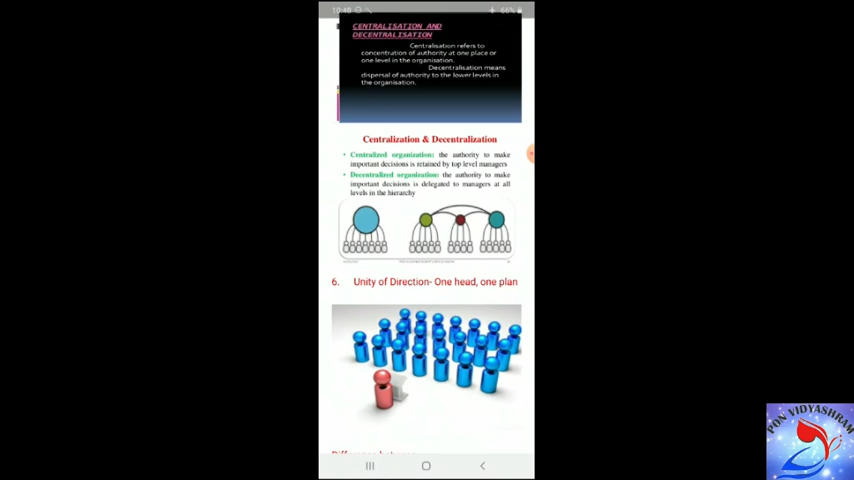 10:48
66%
CENTRALISATION AND
DECENTRALISATION
Centralisation refers to
concentration of authority at one place or
one level in the organisation.
Decentralisation means
dispersal of authority to the lower levels in
the organisation.
Centralization & Decentralization
• Centralized organization: the authority to make
important decisions is retained by top level managers
• Decentralized organization: the authority to make
important decisions is delegated to managers at all
levels in the hierarchy
6. Unity of Direction- One head, one plan
PON VIDYASHRAM